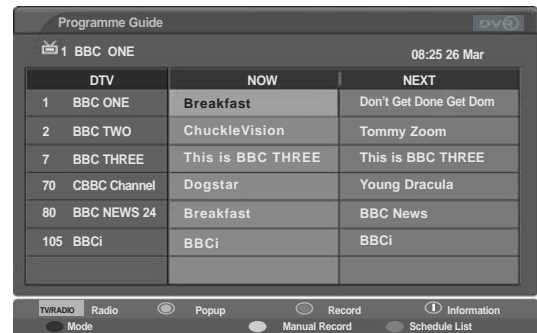 Programme Guide DVR
1 BBC ONE 08:25 26 Mar
DTV NOW NEXT
1 BBC ONE Breakfast Don't Get Done Get Dom
2 BBC TWO ChuckleVision Tommy Zoom
7 BBC THREE This is BBC THREE This is BBC THREE
70 CBBC Channel Dogstar Young Dracula
80 BBC NEWS 24 Breakfast BBC News
105 BBCi BBCi BBCi
TV/RADIO Radio Popup Record Information
Mode Manual Record Schedule List